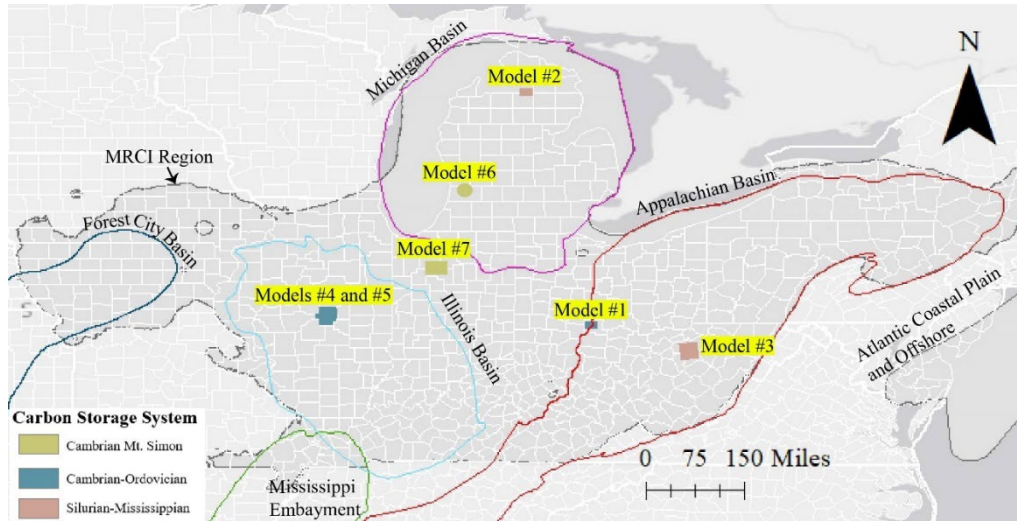 N
Michigan Basin
Model #2
MRCI Region
Model #6
Appalachian Basin
Forest City Basin
Model #7
Models #4 and #5
Illinois Basin
Model #1
Model #3
Atlantic Coastal Plain
and Offshore
Carbon Storage System
Cambrian Mt. Simon
Cambrian-Ordovician
Silurian-Mississippian
Mississippi
Embayment
0 75 150 Miles